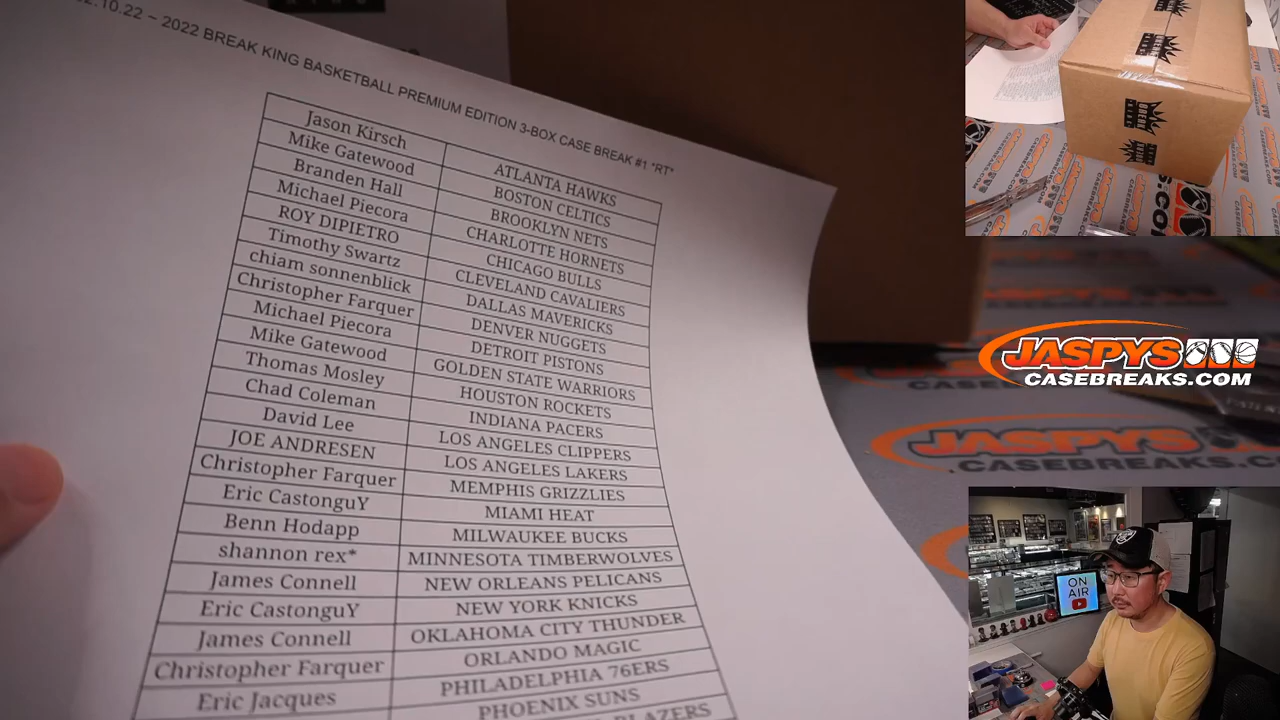 .10.22 ~ 2022 BREAK KING BASKETBALL PREMIUM EDITION 3-BOX CASE BREAK #1 *RT*
Jason Kirsch ATLANTA HAWKS
Mike Gatewood BOSTON CELTICS
Branden Hall BROOKLYN NETS
Michael Piecora CHARLOTTE HORNETS
ROY DIPIETRO CHICAGO BULLS
Timothy Swartz CLEVELAND CAVALIERS
chiam sonnenblick DALLAS MAVERICKS
Christopher Farquer DENVER NUGGETS
Michael Piecora DETROIT PISTONS
Mike Gatewood GOLDEN STATE WARRIORS
Thomas Mosley HOUSTON ROCKETS
Chad Coleman INDIANA PACERS
David Lee LOS ANGELES CLIPPERS
JOE ANDRESEN LOS ANGELES LAKERS
Christopher Farquer MEMPHIS GRIZZLIES
Eric CastonguY MIAMI HEAT
Benn Hodapp MILWAUKEE BUCKS
shannon rex* MINNESOTA TIMBERWOLVES
James Connell NEW ORLEANS PELICANS
Eric CastonguY NEW YORK KNICKS
James Connell OKLAHOMA CITY THUNDER
Christopher Farquer ORLANDO MAGIC
Eric Jacques PHILADELPHIA 76ERS
PHOENIX SUNS
BLAZERS
JASPYS
CASEBREAKS.COM
JASPYS
CASEBREAKS.C
ON
AIR